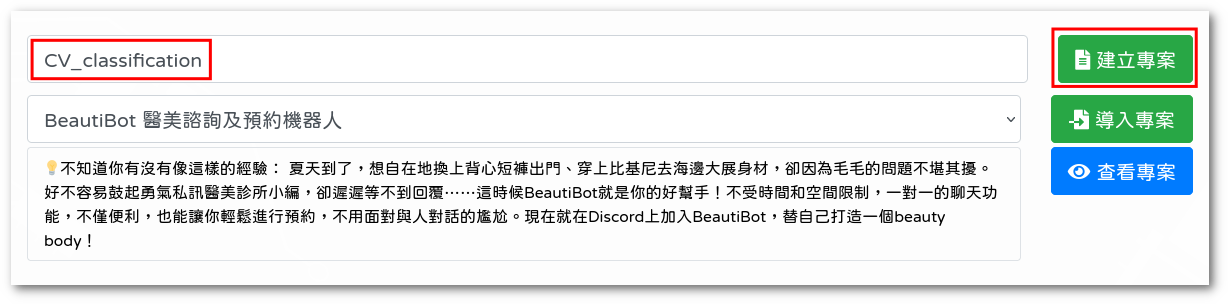 CV_classification
建立專案
BeautiBot 醫美諮詢及預約機器人
導入專案
💡不知道你有沒有像這樣的經驗： 夏天到了，想自在地換上背心短褲出門、穿上比基尼去海邊大展身材，卻因為毛毛的問題不堪其擾。
好不容易鼓起勇氣私訊醫美診所小編，卻遲遲等不到回覆⋯⋯這時候BeautiBot就是你的好幫手！不受時間和空間限制，一對一的聊天功
能，不僅便利，也能讓你輕鬆進行預約，不用面對與人對話的尷尬。現在就在Discord上加入BeautiBot，替自己打造一個beauty
body！
查看專案